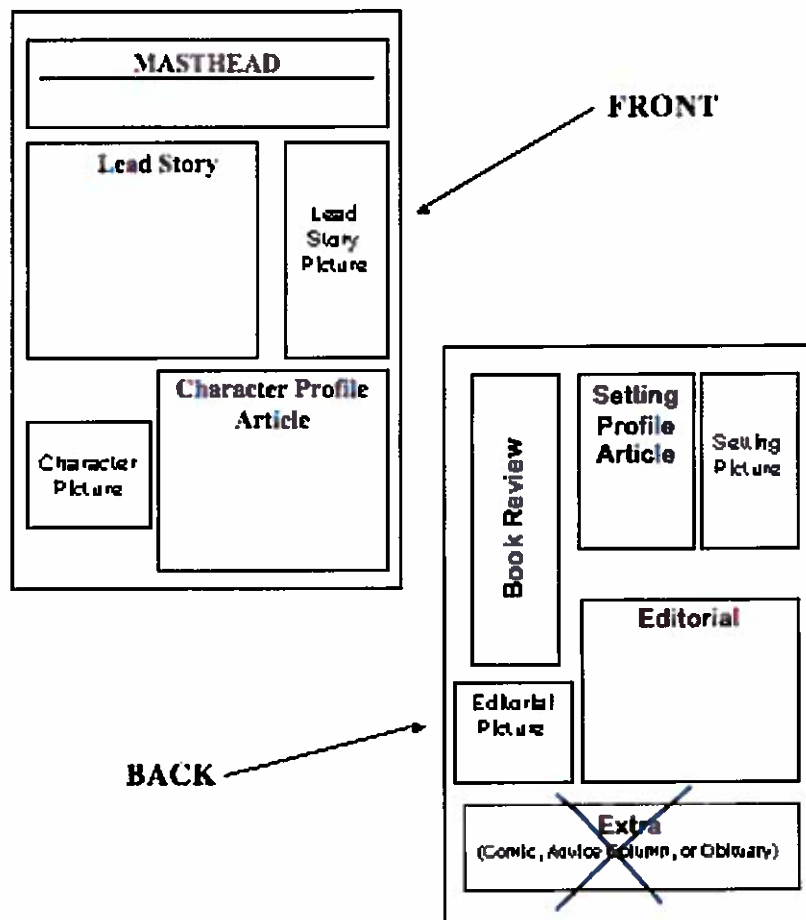 MASTHEAD
FRONT
Lead Story
Lead
Story
Picture
Character Profile
Article
Character
Picture
Book Review
Setting
Profile
Article
Setting
Picture
Editorial
Editorial
Picture
BACK
Extra
(Comic, Advice Column, or Obituary)